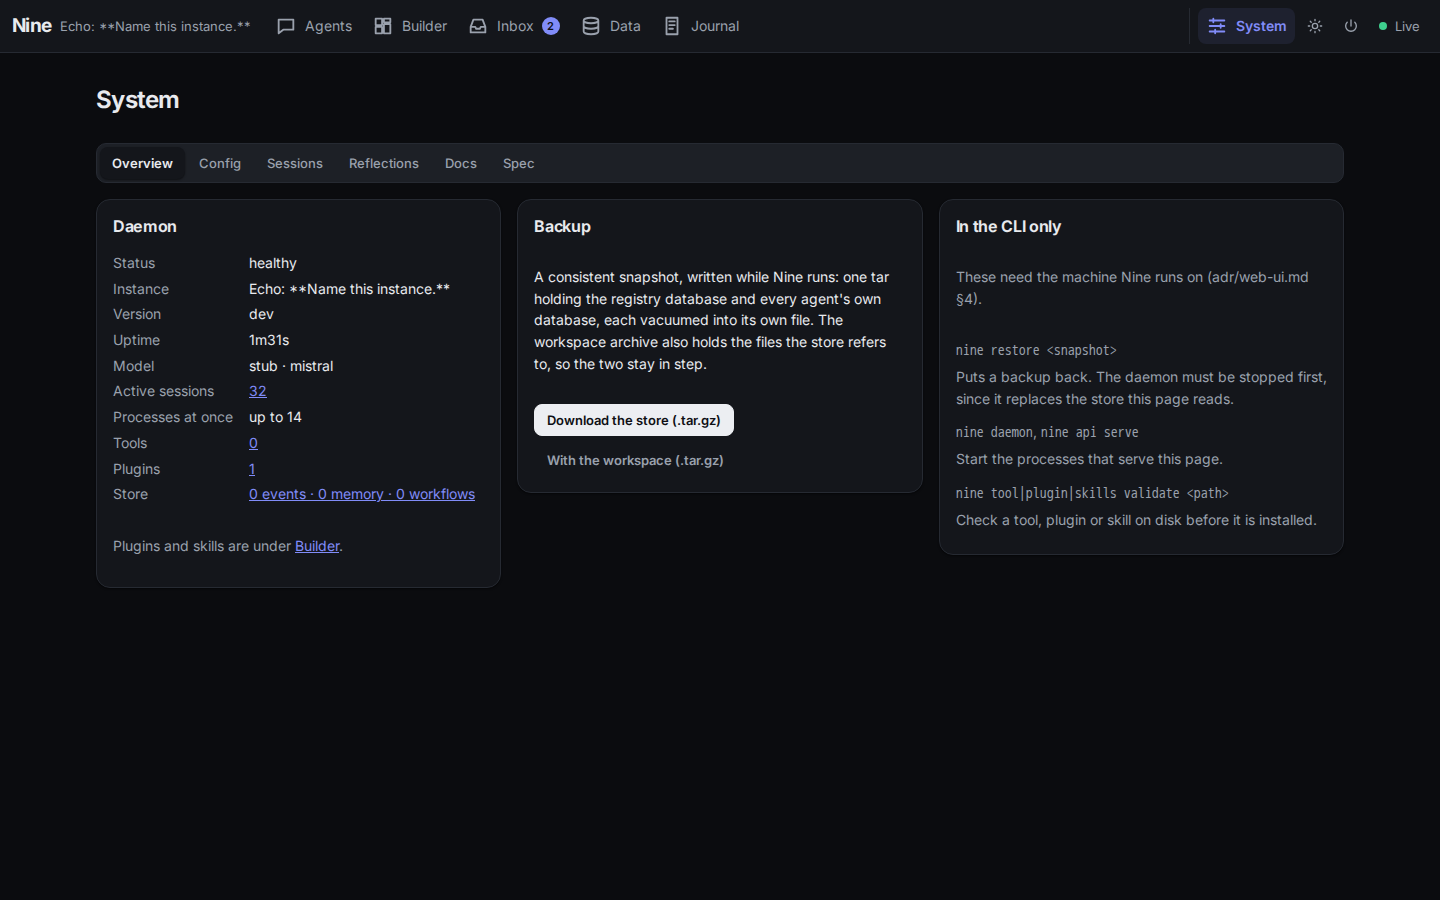 Nine Echo: **Name this instance.** Agents Builder Inbox 2 Data Journal System Live
System
Overview Config Sessions Reflections Docs Spec
Daemon
Status healthy
Instance Echo: **Name this instance.**
Version dev
Uptime 1m31s
Model stub · mistral
Active sessions 32
Processes at once up to 14
Tools 0
Plugins 1
Store 0 events · 0 memory · 0 workflows
Plugins and skills are under Builder.
Backup
A consistent snapshot, written while Nine runs: one tar
holding the registry database and every agent's own
database, each vacuumed into its own file. The
workspace archive also holds the files the store refers
to, so the two stay in step.
Download the store (.tar.gz)
With the workspace (.tar.gz)
In the CLI only
These need the machine Nine runs on (adr/web-ui.md
§4).
nine restore <snapshot>
Puts a backup back. The daemon must be stopped first,
since it replaces the store this page reads.
nine daemon, nine api serve
Start the processes that serve this page.
nine tool|plugin|skills validate <path>
Check a tool, plugin or skill on disk before it is installed.